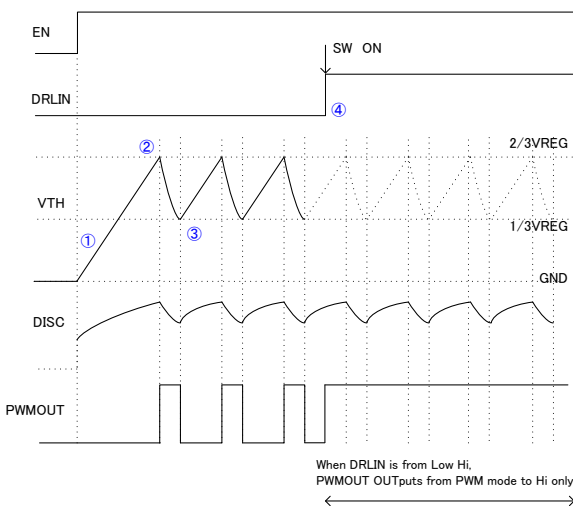 EN
SW ON
DRLIN
④
②
2/3VREG
VTH
③
1/3VREG
①
GND
DISC
PWMOUT
When DRLIN is from Low Hi,
PWMOUT OUTputs from PWM mode to Hi only